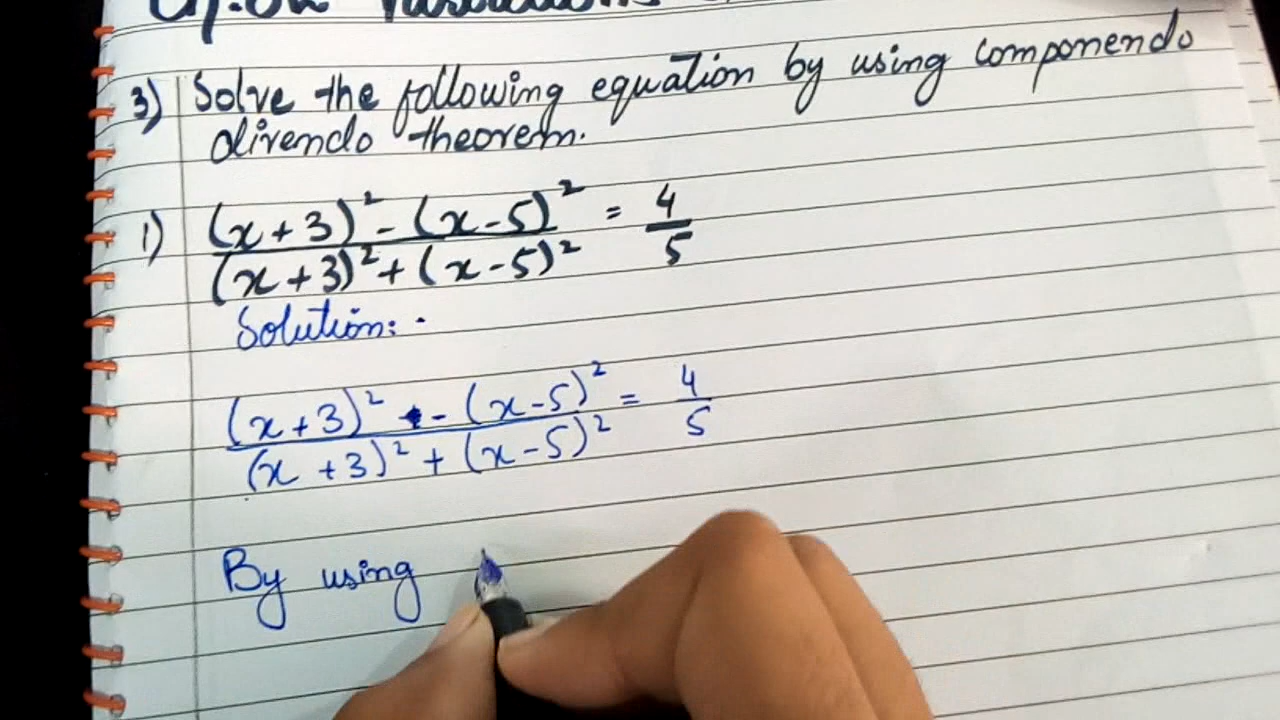 3) Solve the following equation by using componendo
divendo theorem.
1) (x+3)² - (x-5)² / (x+3)² + (x-5)² = 4/5
Solution:-
(x+3)² - (x-5)² / (x+3)² + (x-5)² = 4/5
By using